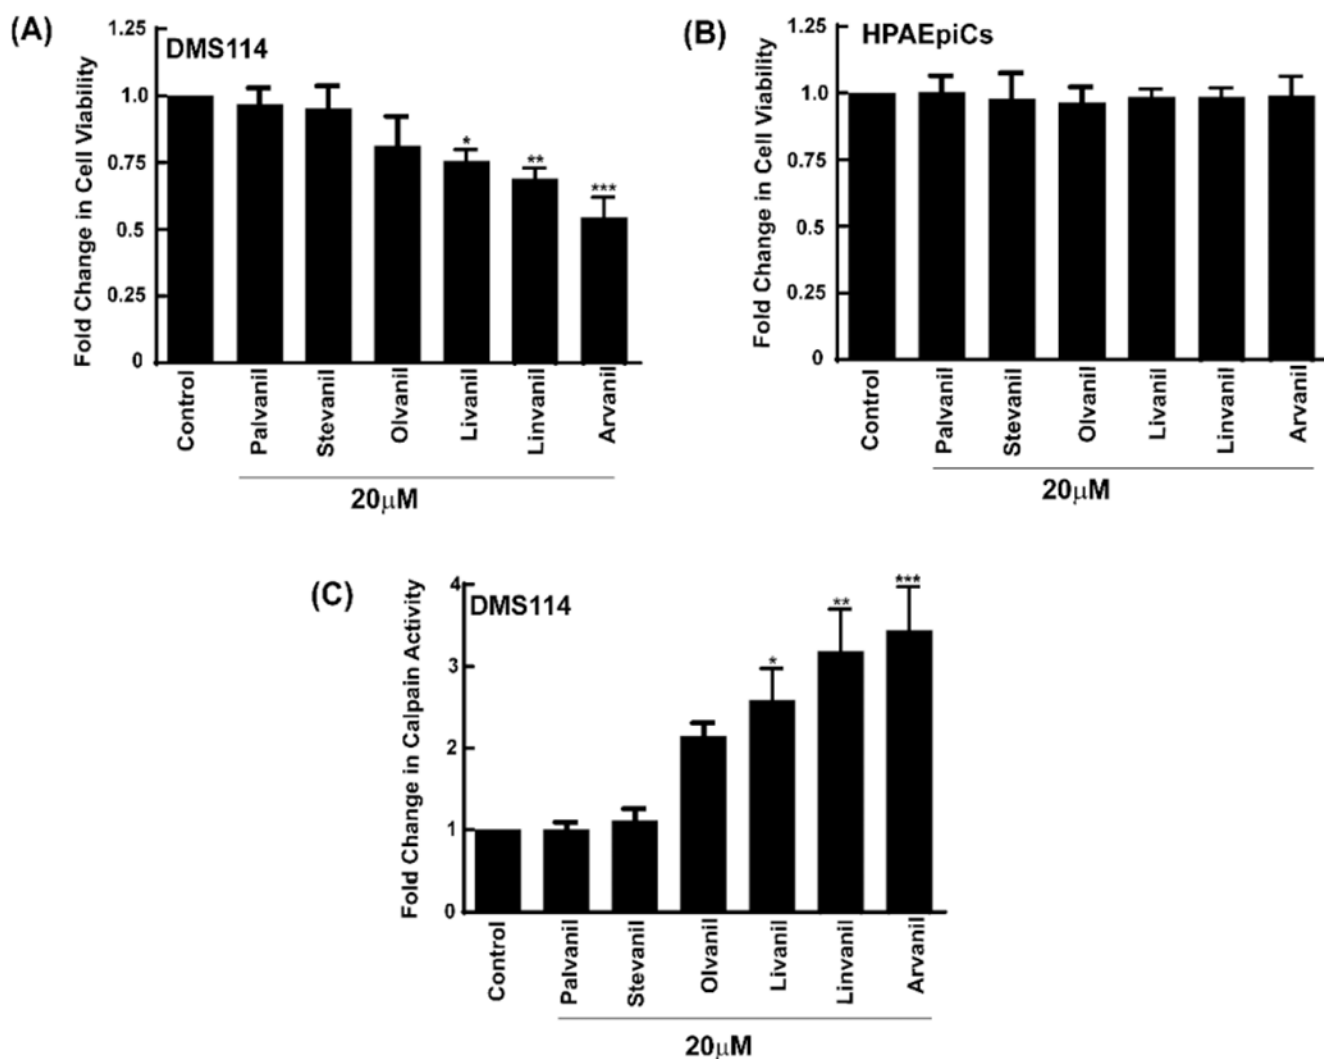 (A)
DMS114
Fold Change in Cell Viability
1.25
1.0
0.75
0.5
0.25
0
*
**
***
Control
Palvanil
Stevanil
Olvanil
Livanil
Linvanil
Arvanil
20μM
(B)
HPAEpiCs
Fold Change in Cell Viability
1.25
1.0
0.75
0.5
0.25
0
Control
Palvanil
Stevanil
Olvanil
Livanil
Linvanil
Arvanil
20μM
(C)
DMS114
Fold Change in Calpain Activity
4
3
2
1
0
*
**
***
Control
Palvanil
Stevanil
Olvanil
Livanil
Linvanil
Arvanil
20μM